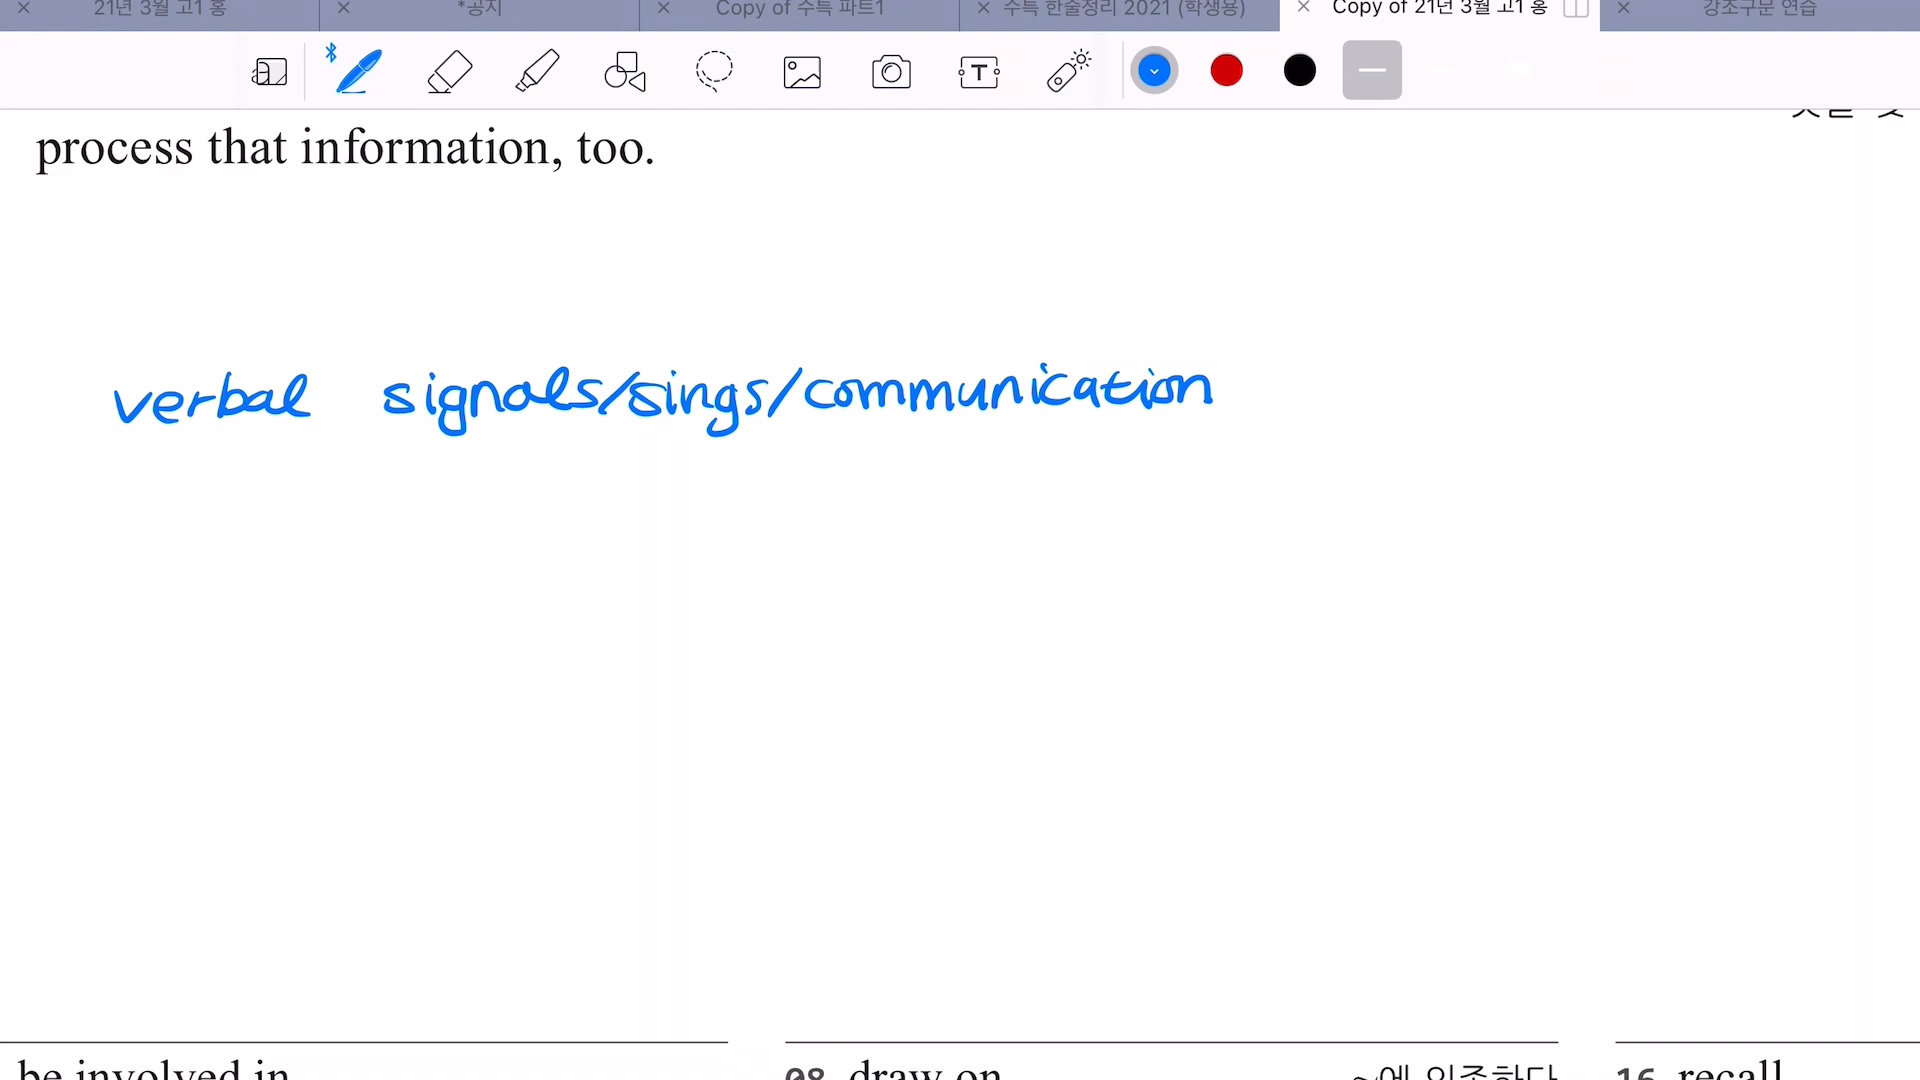 21년 3월 고1 홍
*공지
Copy of 수특 파트1
수특 한술정리 2021 (학생용)
Copy of 21년 3월 고1 홍
강조구문 연습
process that information, too.
verbal signals/sings/communication
be involved in
08 draw on ~에 의존하다
16 recall